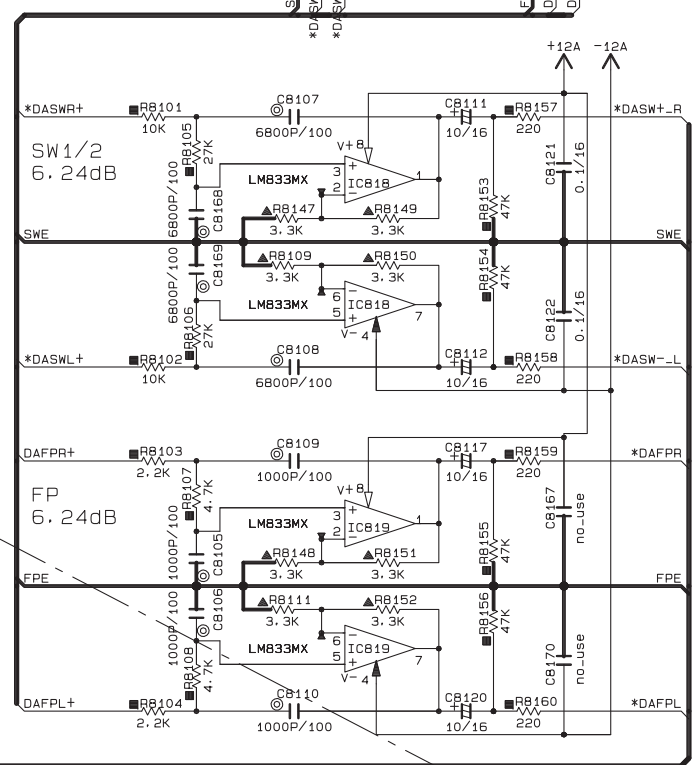 *DASW
*DASW
+12A -12A
*DASWR+ R8101 10K
C8107 6800P/100
C8111 10/16
R8157 220
*DASW+_R
SW1/2
6.24dB
R8105 27K
V+ 8
3
2
1
LM833MX
IC818
C8121 0.1/16
6800P/100 C8168
R8147 3.3K
R8149 3.3K
R8153 47K
SWE SWE
6800P/100 C8169
R8109 3.3K
R8150 3.3K
R8154 47K
LM833MX
IC818
6
5
7
V- 4
C8122 0.1/16
R8106 27K
*DASWL+ R8102 10K
C8108 6800P/100
C8112 10/16
R8158 220
*DASW-_L
DAFPR+ R8103 2.2K
C8109 1000P/100
C8117 10/16
R8159 220
*DAFPR
FP
6.24dB
R8107 4.7K
V+ 8
3
2
1
LM833MX
IC819
C8167 no_use
1000P/100 C8105
R8148 3.3K
R8151 3.3K
R8155 47K
FPE FPE
1000P/100 C8106
R8111 3.3K
R8152 3.3K
R8156 47K
LM833MX
IC819
6
5
7
V- 4
C8170 no_use
R8108 4.7K
DAFPL+ R8104 2.2K
C8110 1000P/100
C8120 10/16
R8160 220
*DAFPL